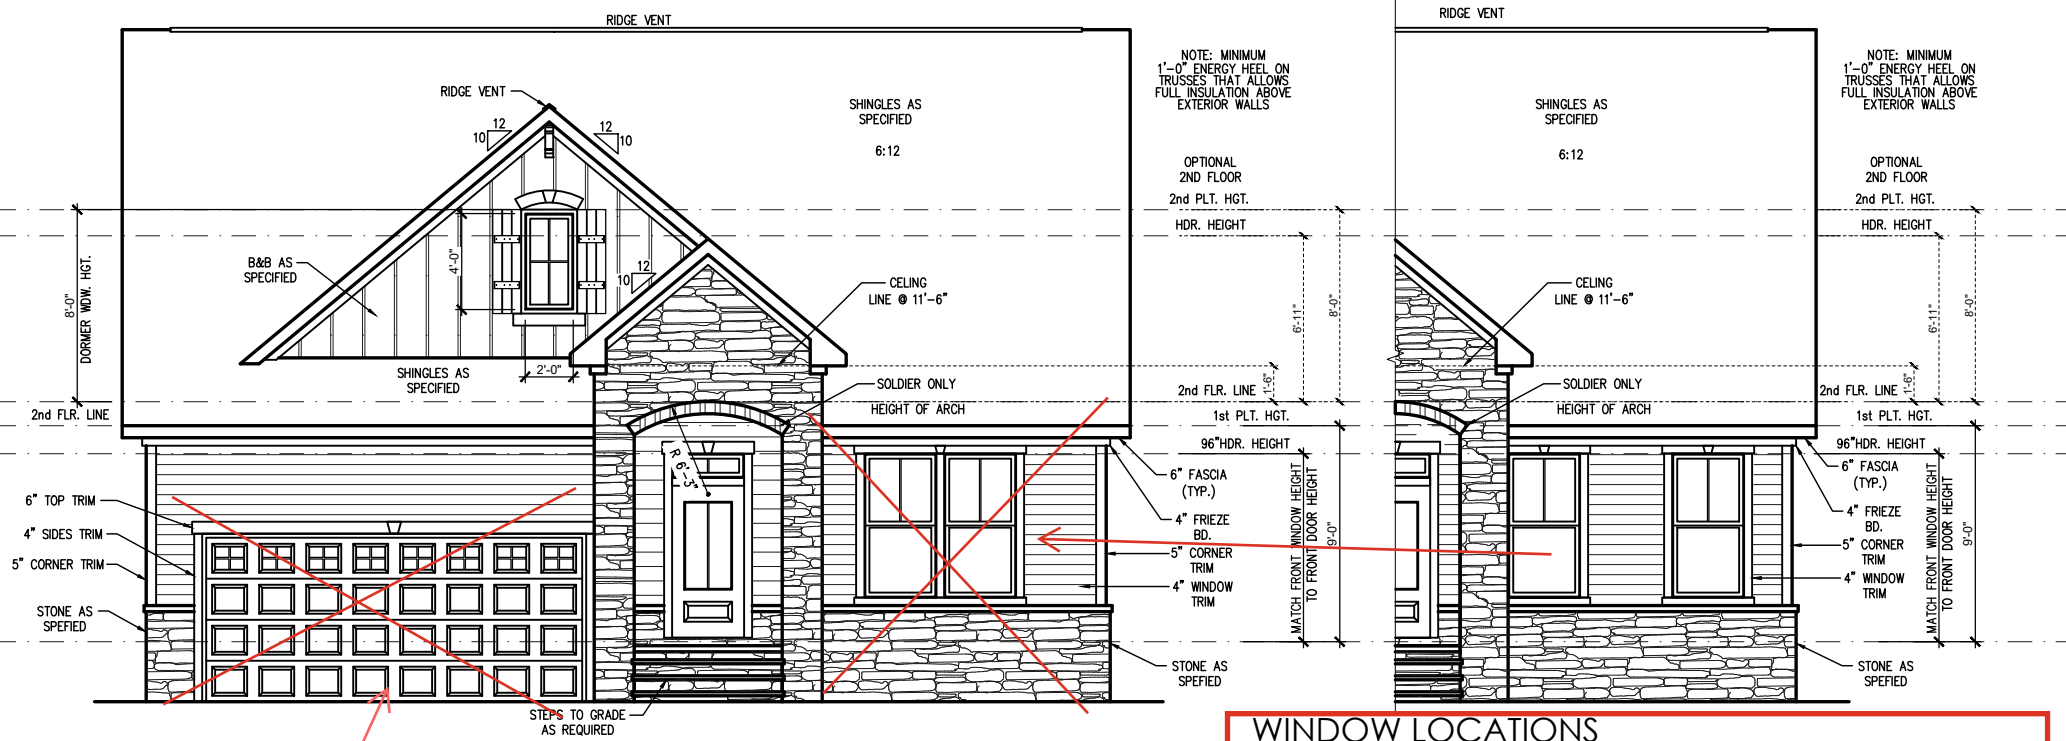 RIDGE VENT
RIDGE VENT
12
10
12
10
SHINGLES AS
SPECIFIED
6:12
NOTE: MINIMUM
1'-0" ENERGY HEEL ON
TRUSSES THAT ALLOWS
FULL INSULATION ABOVE
EXTERIOR WALLS
OPTIONAL
2ND FLOOR
2nd PLT. HGT.
HDR. HEIGHT
8'-0"
DORMER WDW. HGT.
B&B AS
SPECIFIED
4'-0"
12
10
CELING
LINE @ 11'-6"
6'-11"
8'-0"
SHINGLES AS
SPECIFIED
2'-0"
SOLDIER ONLY
HEIGHT OF ARCH
2nd FLR. LINE
1'-6"
2nd FLR. LINE
1st PLT. HGT.
96"HDR. HEIGHT
R 6'-3"
6" FASCIA
(TYP.)
4" FRIEZE
BD.
5" CORNER
TRIM
4" WINDOW
TRIM
MATCH FRONT WINDOW HEIGHT
TO FRONT DOOR HEIGHT
9'-0"
6" TOP TRIM
4" SIDES TRIM
5" CORNER TRIM
STONE AS
SPEFIED
STONE AS
SPEFIED
STEPS TO GRADE
AS REQUIRED
RIDGE VENT
SHINGLES AS
SPECIFIED
6:12
NOTE: MINIMUM
1'-0" ENERGY HEEL ON
TRUSSES THAT ALLOWS
FULL INSULATION ABOVE
EXTERIOR WALLS
OPTIONAL
2ND FLOOR
2nd PLT. HGT.
HDR. HEIGHT
CELING
LINE @ 11'-6"
6'-11"
8'-0"
SOLDIER ONLY
HEIGHT OF ARCH
2nd FLR. LINE
1'-6"
1st PLT. HGT.
96"HDR. HEIGHT
6" FASCIA
(TYP.)
4" FRIEZE
BD.
5" CORNER
TRIM
4" WINDOW
TRIM
MATCH FRONT WINDOW HEIGHT
TO FRONT DOOR HEIGHT
9'-0"
STONE AS
SPEFIED
WINDOW LOCATIONS